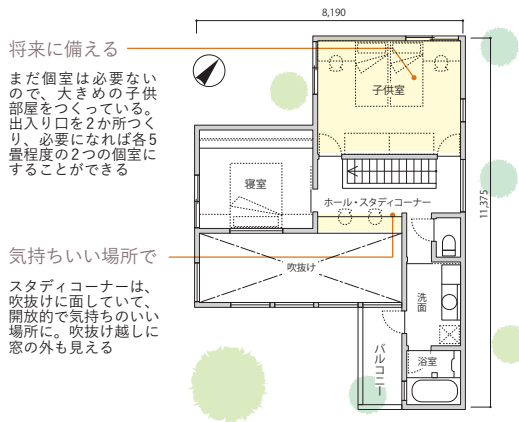 8,190
将来に備える
まだ個室は必要ない
ので、大きめの子供
部屋をつくっている。
出入り口を2か所つく
り、必要になれば各5
畳程度の2つの個室に
することができる
子供室
寝室
ホール・スタディコーナー
11,375
気持ちいい場所で
スタディコーナーは、
吹抜けに面していて、
開放的で気持ちのいい
場所に。吹抜け越しに
窓の外も見える
吹抜け
洗面
バルコニー
浴室